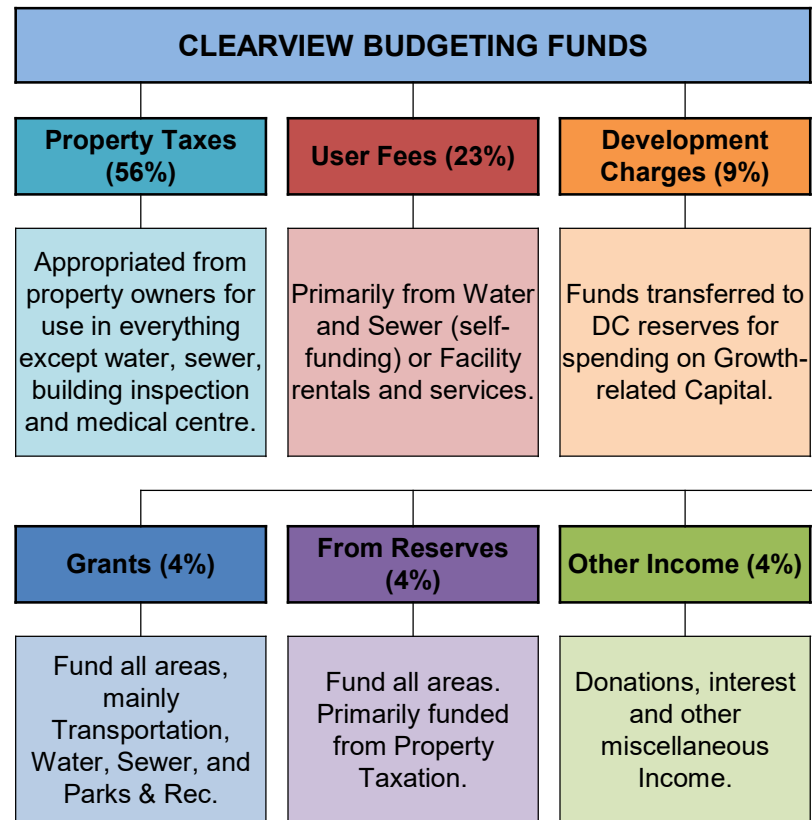 CLEARVIEW BUDGETING FUNDS
Property Taxes
(56%)
User Fees (23%)
Development
Charges (9%)
Appropriated from
property owners for
use in everything
except water, sewer,
building inspection
and medical centre.
Primarily from Water
and Sewer (self-
funding) or Facility
rentals and services.
Funds transferred to
DC reserves for
spending on Growth-
related Capital.
Grants (4%)
From Reserves
(4%)
Other Income (4%)
Fund all areas,
mainly
Transportation,
Water, Sewer, and
Parks & Rec.
Fund all areas.
Primarily funded
from Property
Taxation.
Donations, interest
and other
miscellaneous
Income.